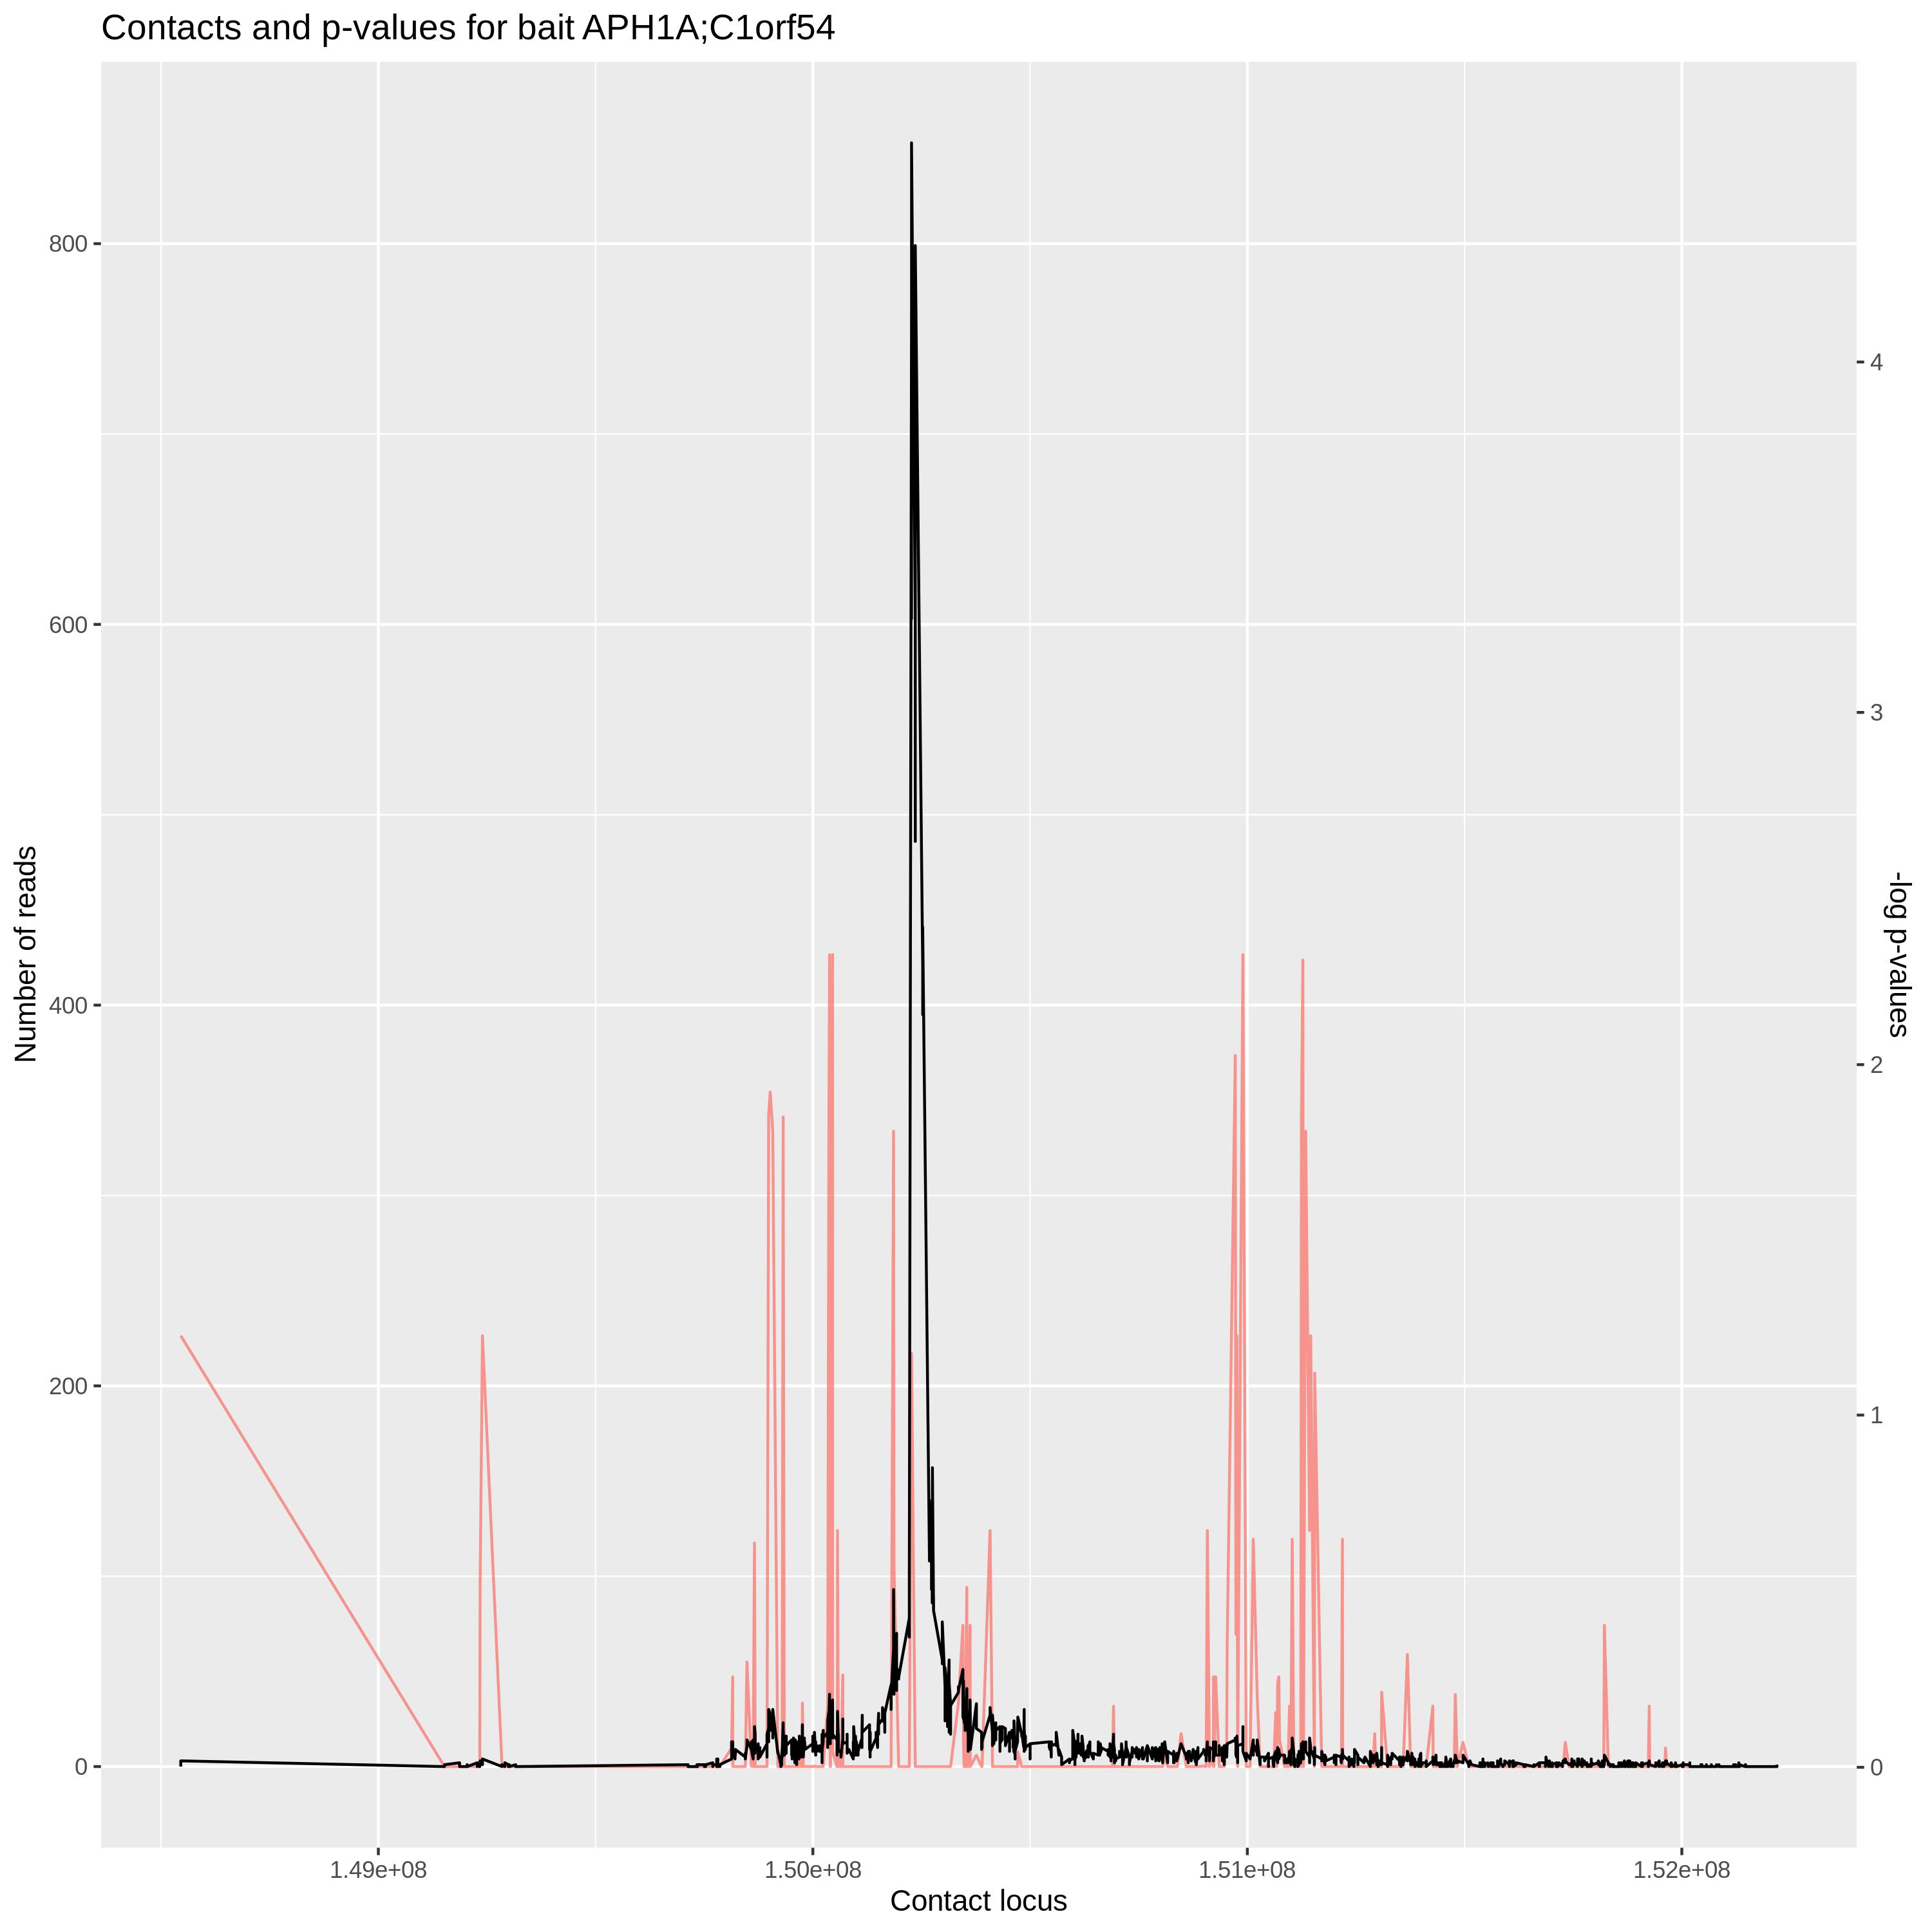 Contacts and p-values for bait APH1A;C1orf54
800
600
400
200
0
Number of reads
4
3
2
1
0
-log p-values
1.49e+08
1.50e+08
1.51e+08
1.52e+08
Contact locus